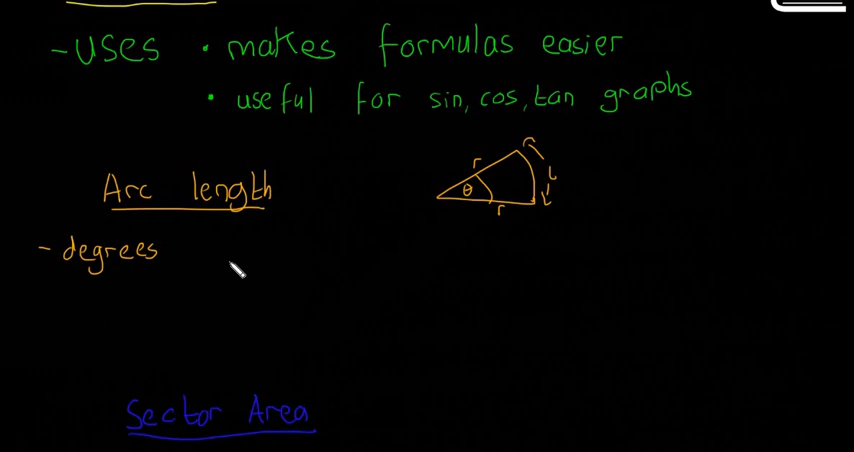 - USES · makes formulas easier
· useful for sin, cos, tan graphs
Arc length
r
θ
r
L
- degrees
Sector Area